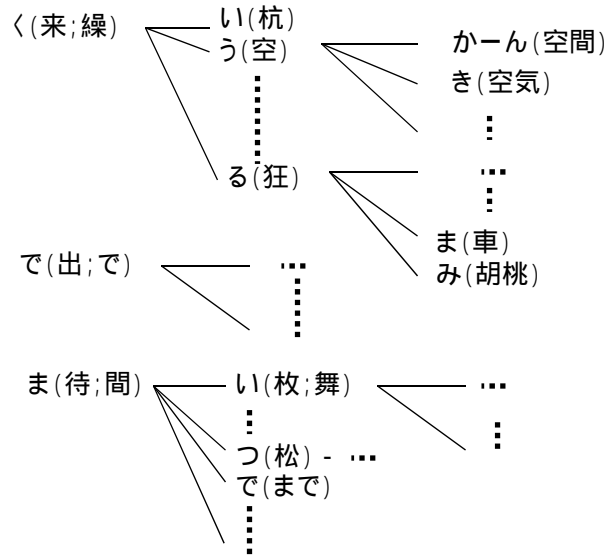 く(来;繰)
い(杭)
う(空)
かーん(空間)
き(空気)
る(狂)
ま(車)
み(胡桃)
で(出;で)
ま(待;間)
い(枚;舞)
つ(松) -
で(まで)